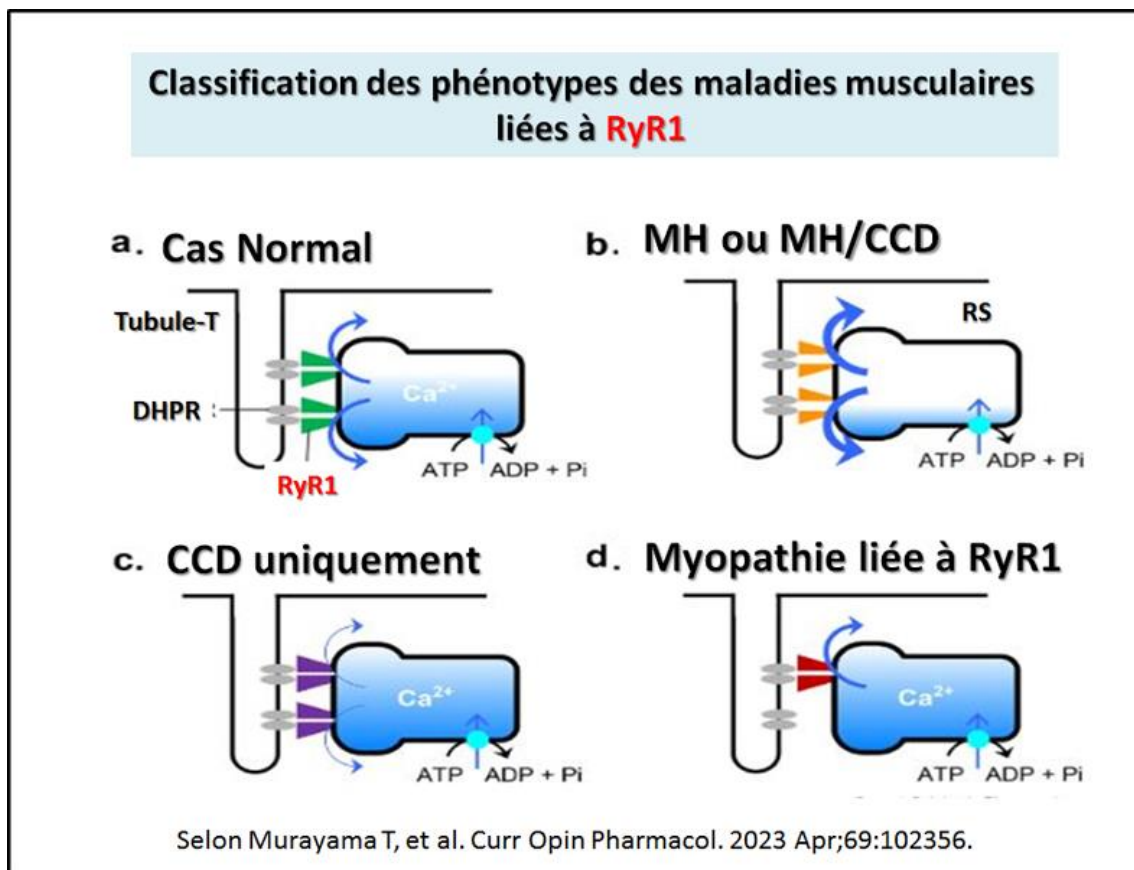 Classification des phénotypes des maladies musculaires
liées à RyR1
a. Cas Normal
Tubule-T
DHPR :
RyR1
Ca²⁺
ATP ADP + Pi
b. MH ou MH/CCD
RS
ATP ADP + Pi
c. CCD uniquement
Ca²⁺
ATP ADP + Pi
d. Myopathie liée à RyR1
Ca²⁺
ATP ADP + Pi
Selon Murayama T, et al. Curr Opin Pharmacol. 2023 Apr;69:102356.